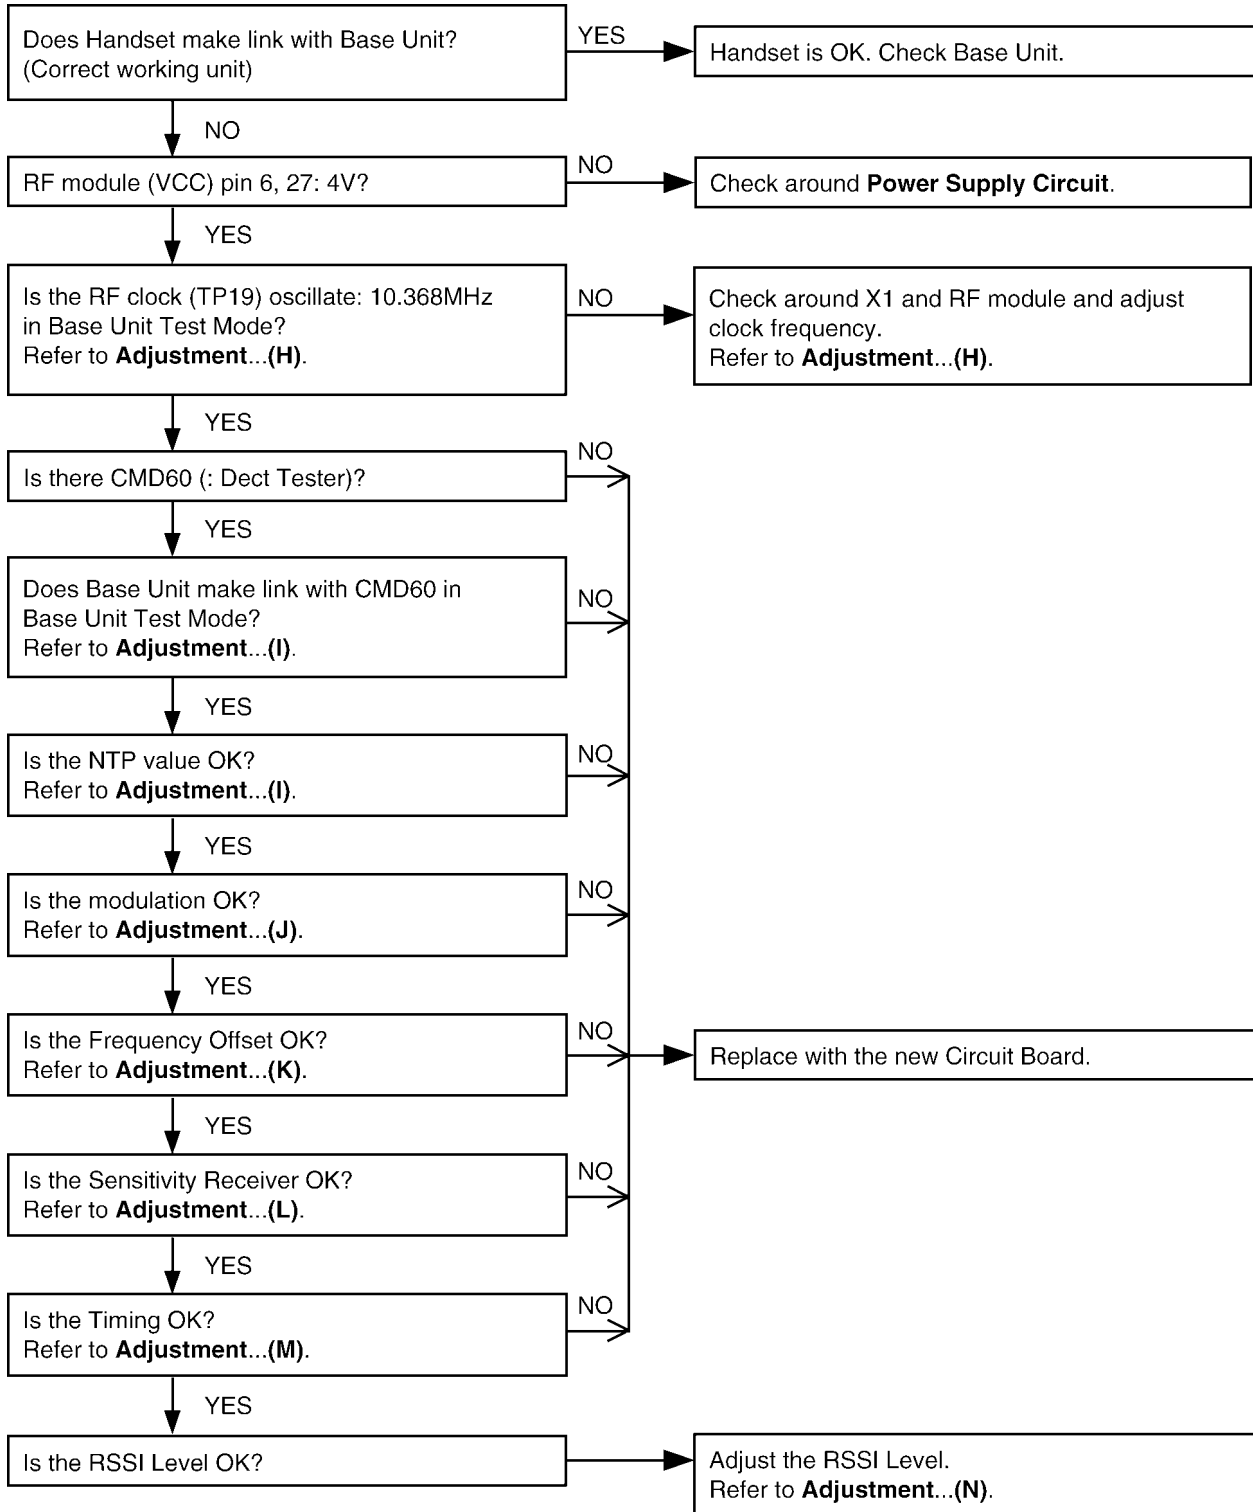 Does Handset make link with Base Unit?
(Correct working unit)
YES
Handset is OK. Check Base Unit.
NO
RF module (VCC) pin 6, 27: 4V?
NO
Check around Power Supply Circuit.
YES
Is the RF clock (TP19) oscillate: 10.368MHz
in Base Unit Test Mode?
Refer to Adjustment...(H).
NO
Check around X1 and RF module and adjust
clock frequency.
Refer to Adjustment...(H).
YES
Is there CMD60 (: Dect Tester)?
NO
YES
Does Base Unit make link with CMD60 in
Base Unit Test Mode?
Refer to Adjustment...(I).
NO
YES
Is the NTP value OK?
Refer to Adjustment...(I).
NO
YES
Is the modulation OK?
Refer to Adjustment...(J).
NO
YES
Is the Frequency Offset OK?
Refer to Adjustment...(K).
NO
Replace with the new Circuit Board.
YES
Is the Sensitivity Receiver OK?
Refer to Adjustment...(L).
NO
YES
Is the Timing OK?
Refer to Adjustment...(M).
NO
YES
Is the RSSI Level OK?
Adjust the RSSI Level.
Refer to Adjustment...(N).